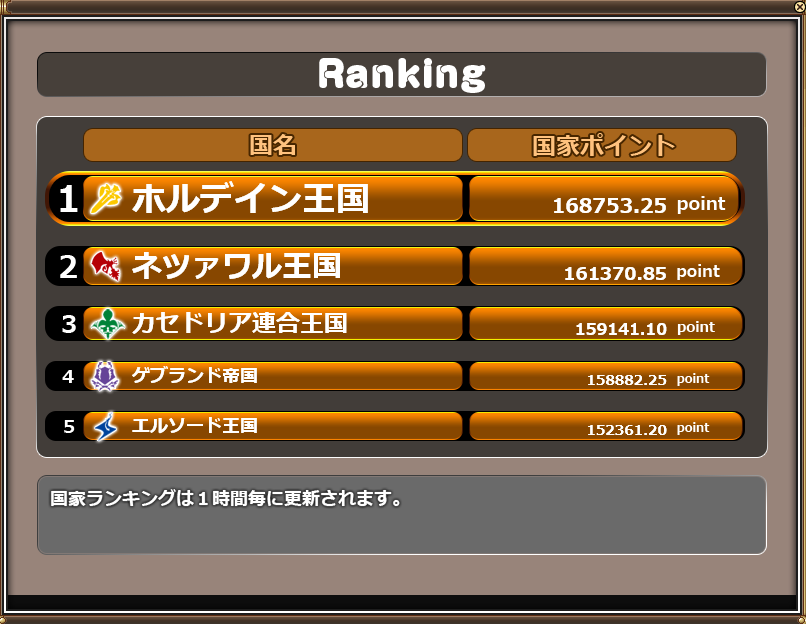 Ranking
国名 国家ポイント
1 ホルデイン王国 168753.25 point
2 ネツァワル王国 161370.85 point
3 カセドリア連合王国 159141.10 point
4 ゲブランド帝国 158882.25 point
5 エルソード王国 152361.20 point
国家ランキングは１時間毎に更新されます。